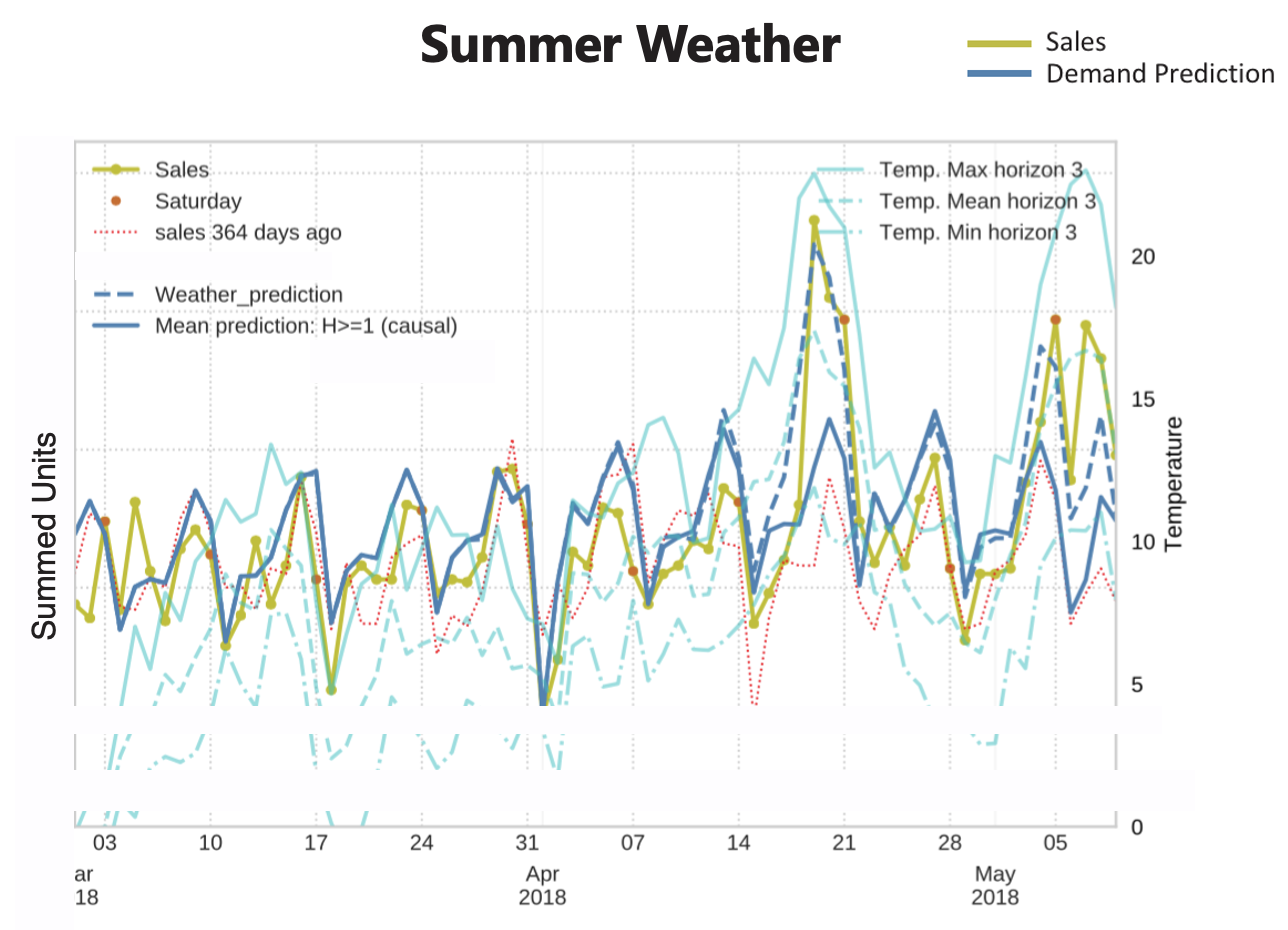 Summer Weather
Sales
Demand Prediction
Sales
Saturday
sales 364 days ago
Weather_prediction
Mean prediction: H>=1 (causal)
Temp. Max horizon 3
Temp. Mean horizon 3
Temp. Min horizon 3
Summed Units
Temperature
20
15
10
5
0
03 10 17 24 31 07 14 21 28 05
ar Apr May
18 2018 2018